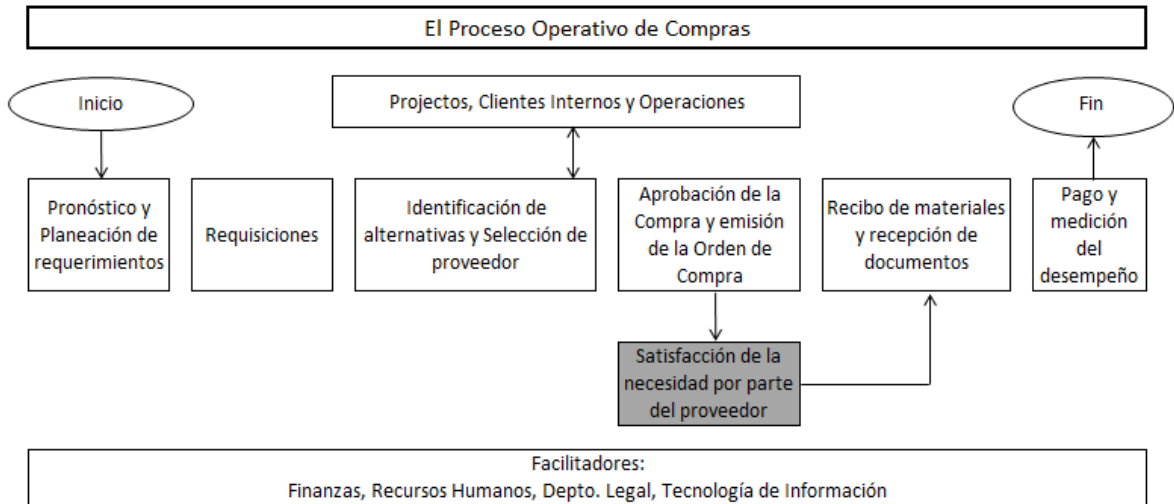 El Proceso Operativo de Compras
Inicio
Projectos, Clientes Internos y Operaciones
Fin
Pronóstico y
Planeación de
requerimientos
Requisiciones
Identificación de
alternativas y Selección de
proveedor
Aprobación de la
Compra y emisión
de la Orden de
Compra
Recibo de materiales
y recepción de
documentos
Pago y
medición
del
desempeño
Satisfacción de la
necesidad por parte
del proveedor
Facilitadores:
Finanzas, Recursos Humanos, Depto. Legal, Tecnología de Información